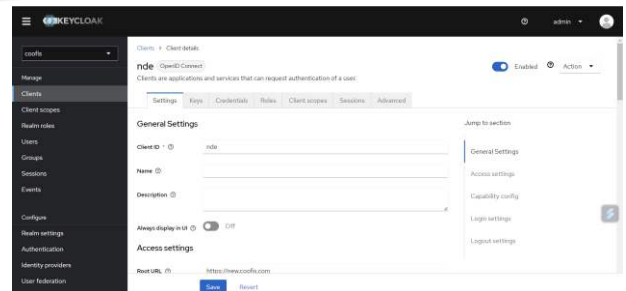 KEYCLOAK
admin
coofis
Manage
Clients
Client scopes
Realm roles
Users
Groups
Sessions
Events
Configure
Realm settings
Authentication
Identity providers
User federation
Clients > Client details
nde OpenID Connect
Enabled
Action
Clients are applications and services that can request authentication of a user.
Settings Keys Credentials Roles Client scopes Sessions Advanced
General Settings
Client ID *
nde
Name
Description
Always display in UI
Off
Access settings
Root URL
https://new.coofis.com
Save Revert
Jump to section
General Settings
Access settings
Capability config
Login settings
Logout settings